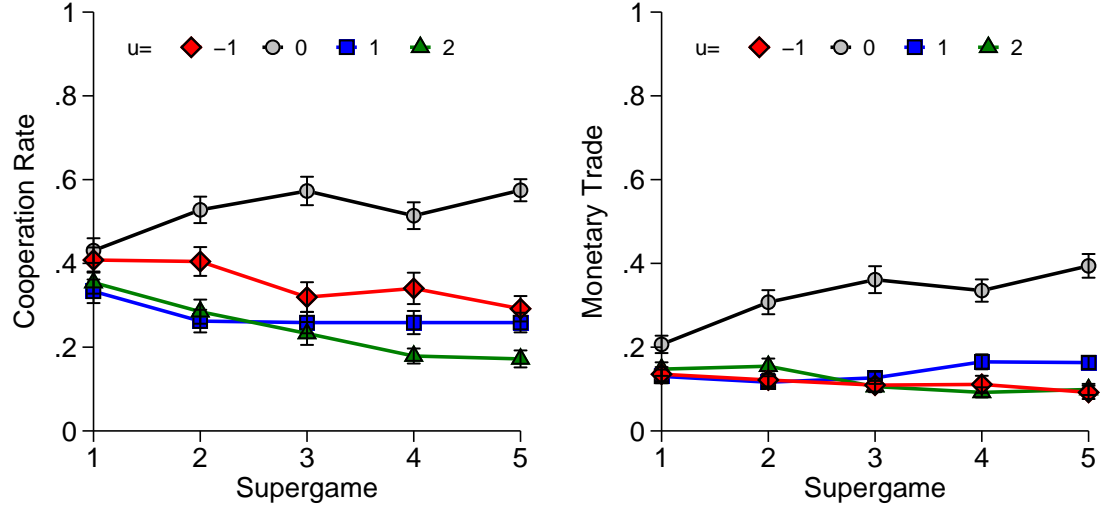 1
u= −1 0 1 2
.8
.6
.4
.2
0
Cooperation Rate
1 2 3 4 5
Supergame
1
u= −1 0 1 2
.8
.6
.4
.2
0
Monetary Trade
1 2 3 4 5
Supergame